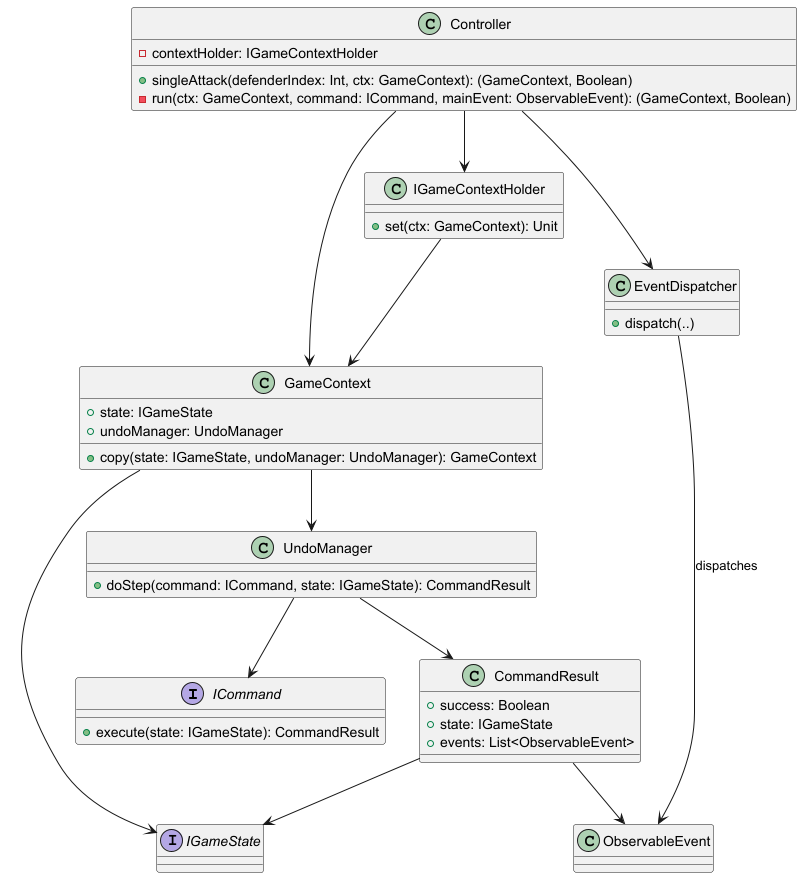 C Controller
contextHolder: IGameContextHolder
singleAttack(defenderIndex: Int, ctx: GameContext): (GameContext, Boolean)
run(ctx: GameContext, command: ICommand, mainEvent: ObservableEvent): (GameContext, Boolean)
C IGameContextHolder
set(ctx: GameContext): Unit
C EventDispatcher
dispatch(..)
C GameContext
state: IGameState
undoManager: UndoManager
copy(state: IGameState, undoManager: UndoManager): GameContext
C UndoManager
doStep(command: ICommand, state: IGameState): CommandResult
dispatches
I ICommand
execute(state: IGameState): CommandResult
C CommandResult
success: Boolean
state: IGameState
events: List<ObservableEvent>
I IGameState
C ObservableEvent